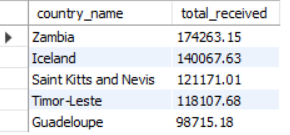 country_name total_received
Zambia 174263.15
Iceland 140067.63
Saint Kitts and Nevis 121171.01
Timor-Leste 118107.68
Guadeloupe 98715.18